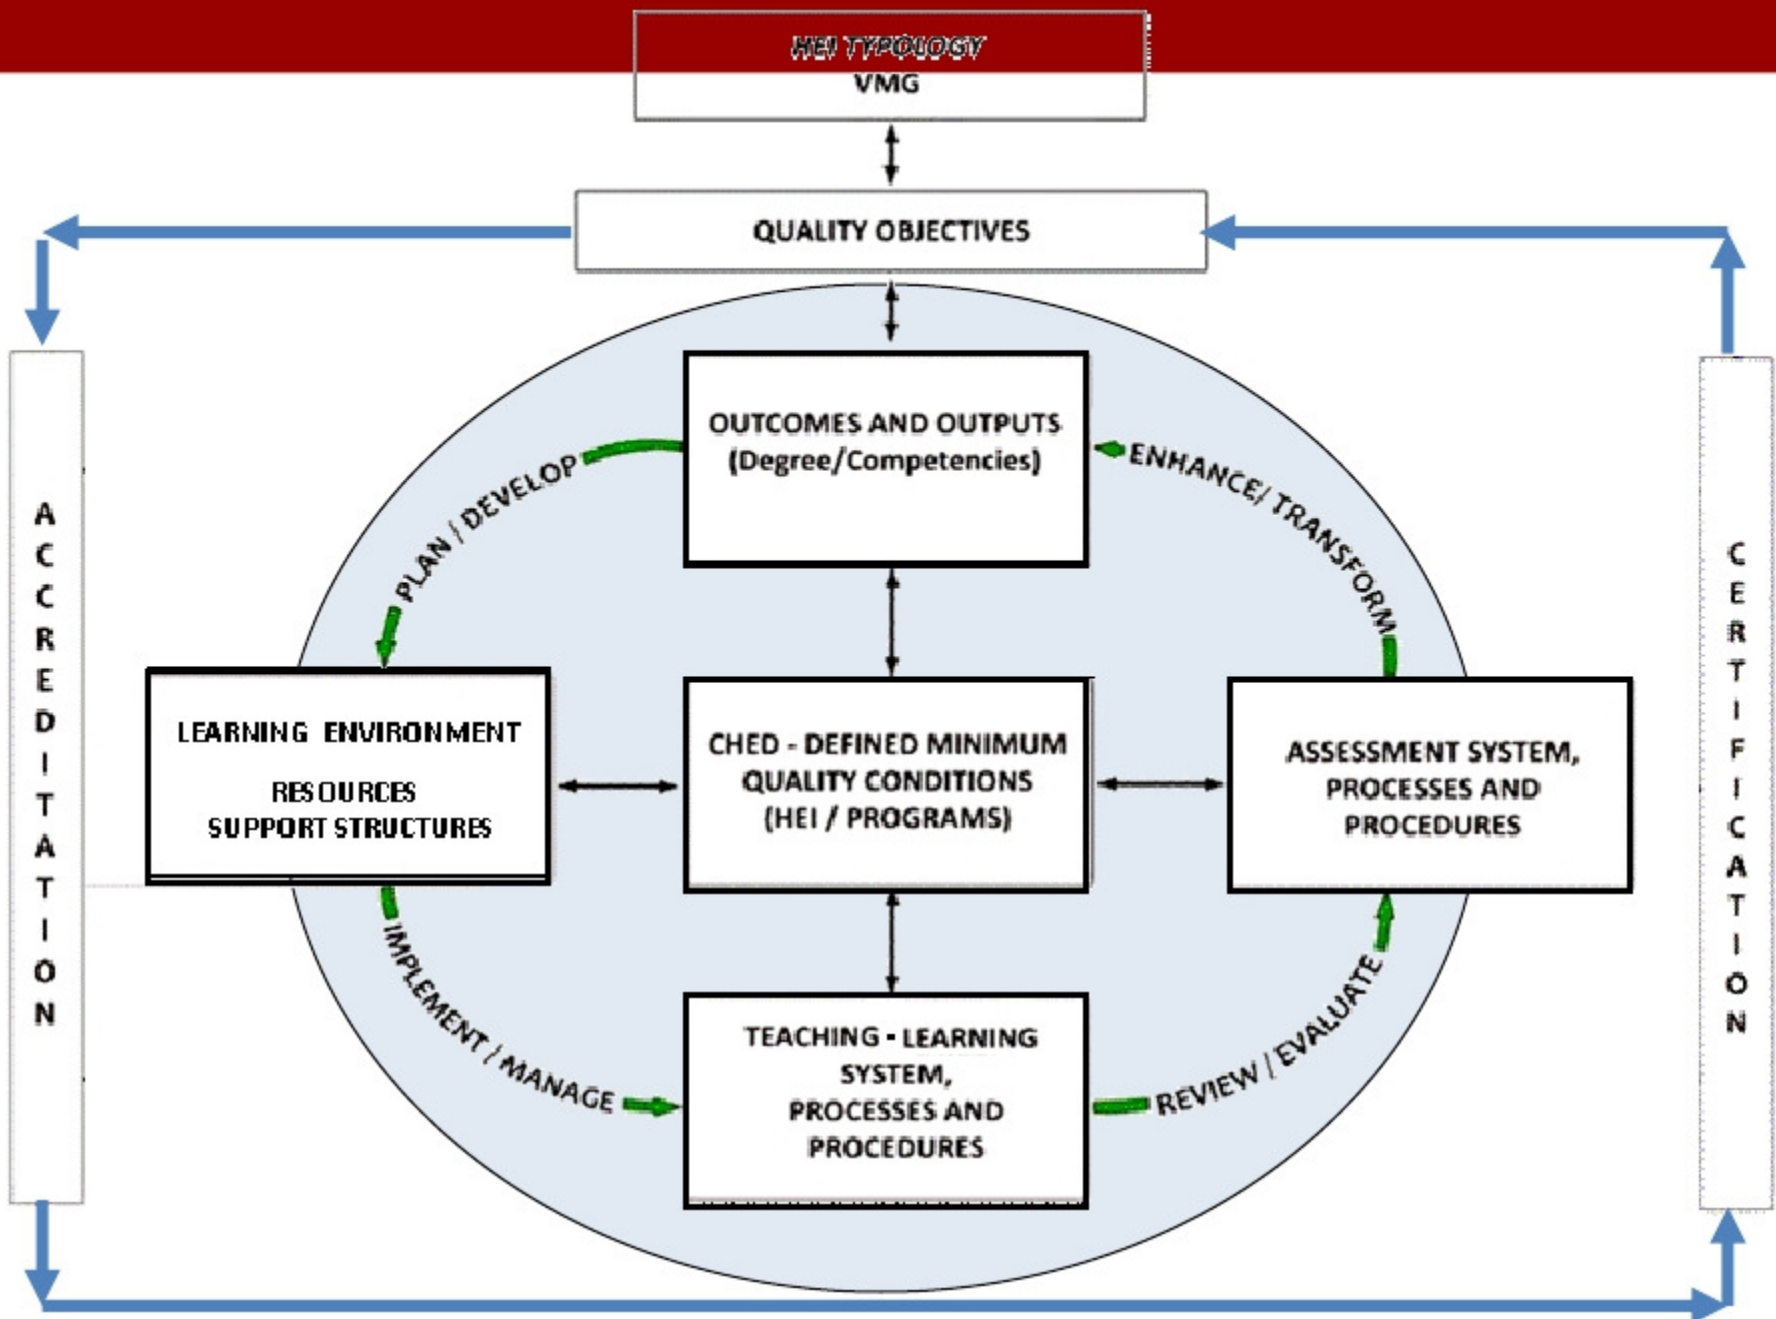 HEI TYPOLOGY
VMG
QUALITY OBJECTIVES
OUTCOMES AND OUTPUTS
(Degree/Competencies)
PLAN / DEVELOP
ENHANCE/ TRANSFORM
ACCREDITATION
CERTIFICATION
LEARNING ENVIRONMENT
RESOURCES
SUPPORT STRUCTURES
CHED - DEFINED MINIMUM
QUALITY CONDITIONS
(HEI / PROGRAMS)
ASSESSMENT SYSTEM,
PROCESSES AND
PROCEDURES
IMPLEMENT / MANAGE
REVIEW / EVALUATE
TEACHING - LEARNING
SYSTEM,
PROCESSES AND
PROCEDURES